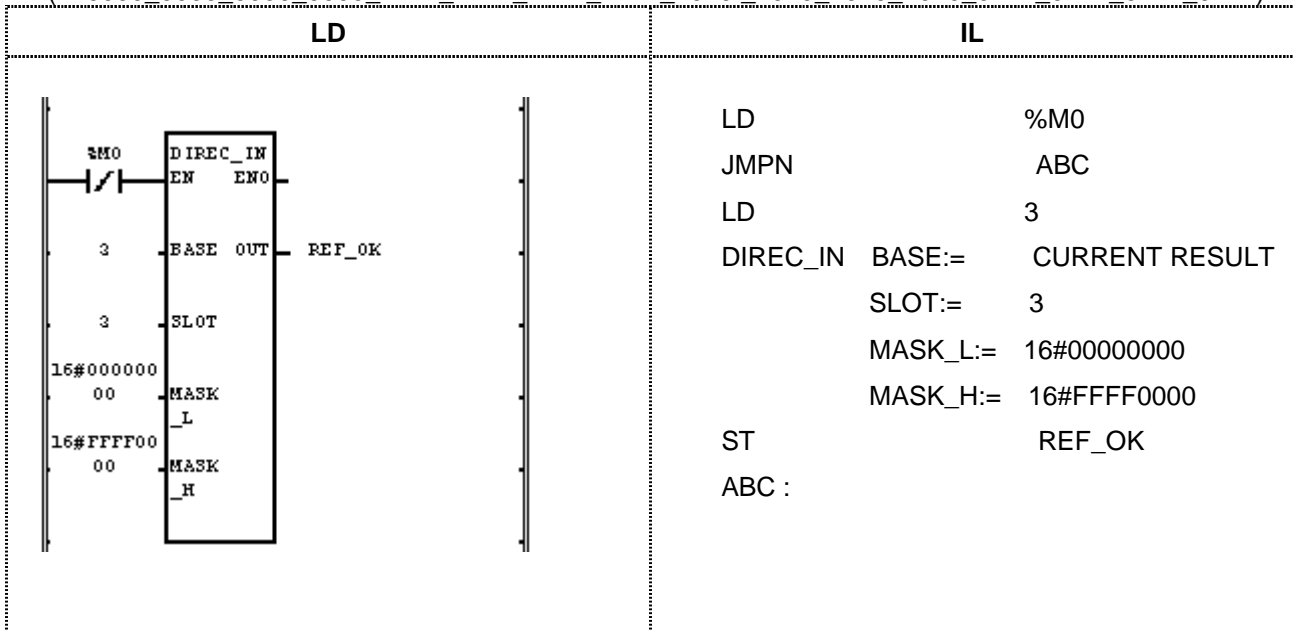 LD
IL
%M0
DIREC_IN
EN ENO
3 BASE OUT REF_OK
3 SLOT
16#000000
00 MASK
_L
16#FFFF00
00 MASK
_H
LD %M0
JMPN ABC
LD 3
DIREC_IN BASE:= CURRENT RESULT
SLOT:= 3
MASK_L:= 16#00000000
MASK_H:= 16#FFFF0000
ST REF_OK
ABC :